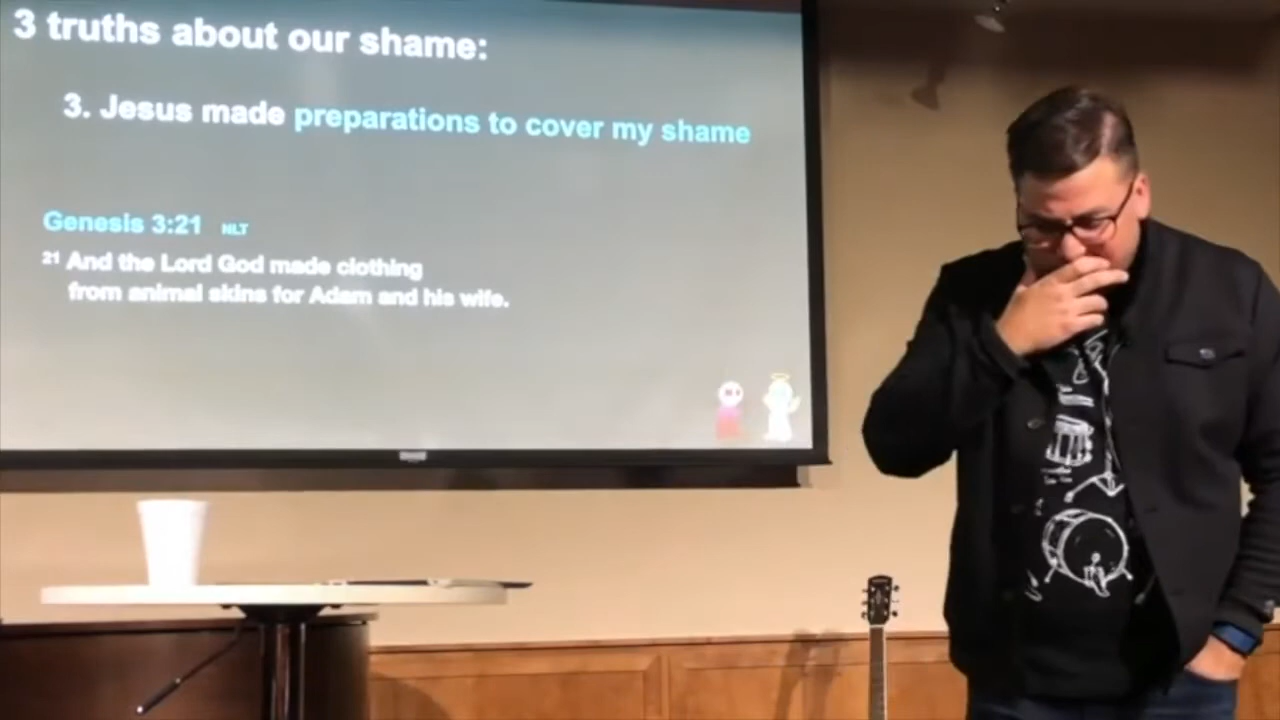 3 truths about our shame:
3. Jesus made preparations to cover my shame
Genesis 3:21 NLT
21 And the Lord God made clothing
from animal skins for Adam and his wife.